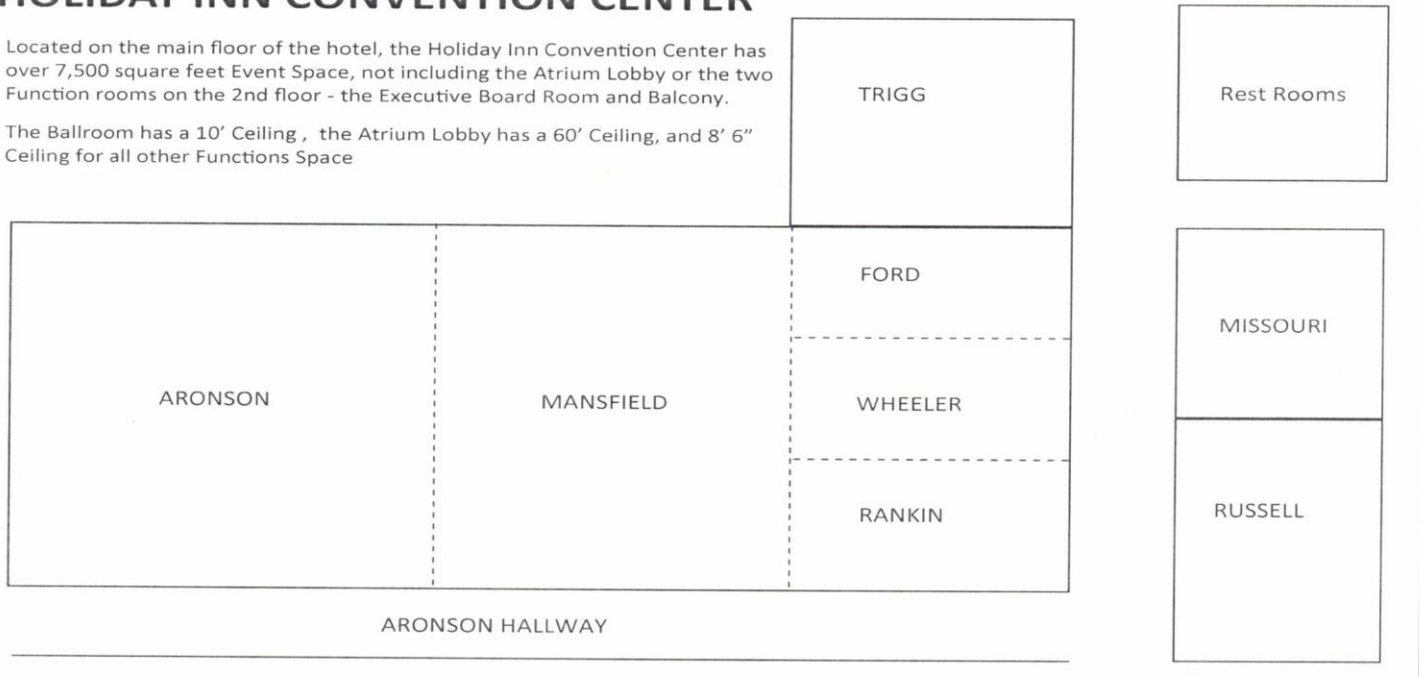 HOLIDAY INN CONVENTION CENTER
Located on the main floor of the hotel, the Holiday Inn Convention Center has
over 7,500 square feet Event Space, not including the Atrium Lobby or the two
Function rooms on the 2nd floor - the Executive Board Room and Balcony.
The Ballroom has a 10' Ceiling , the Atrium Lobby has a 60' Ceiling, and 8' 6"
Ceiling for all other Functions Space
TRIGG
Rest Rooms
FORD
MISSOURI
ARONSON
MANSFIELD
WHEELER
RANKIN
RUSSELL
ARONSON HALLWAY